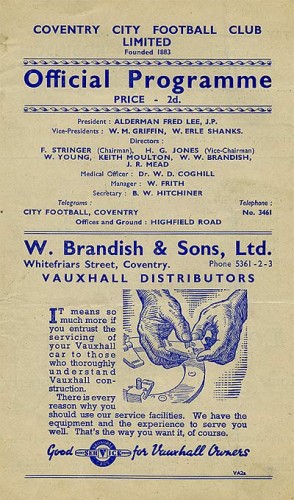 COVENTRY CITY FOOTBALL CLUB
LIMITED
Founded 1883
Official Programme
PRICE - 2d.
President : ALDERMAN FRED LEE, J.P.
Vice-Presidents : W. M. GRIFFIN, W. ERLE SHANKS.
Directors :
F. STRINGER (Chairman), H. G. JONES (Vice-Chairman)
W. YOUNG, KEITH MOULTON, W. W. BRANDISH,
J. R. MEAD
Medical Officer : Dr. W. D. COGHILL
Manager : W. FRITH
Secretary : B. W. HITCHINER
Telegrams : Telephone :
CITY FOOTBALL, COVENTRY No. 3461
Offices and Ground : HIGHFIELD ROAD
W. Brandish & Sons, Ltd.
Whitefriars Street, Coventry. Phone 5361-2-3
VAUXHALL DISTRIBUTORS
IT means so
much more if
you entrust the
servicing of
your Vauxhall
car to those
who thoroughly
understand
Vauxhall con-
struction.
There is every
reason why you
should use our service facilities. We have the
equipment and the experience to serve you
well. That's the way you want it, of course.
Good SERVICE for Vauxhall Owners
VA2a